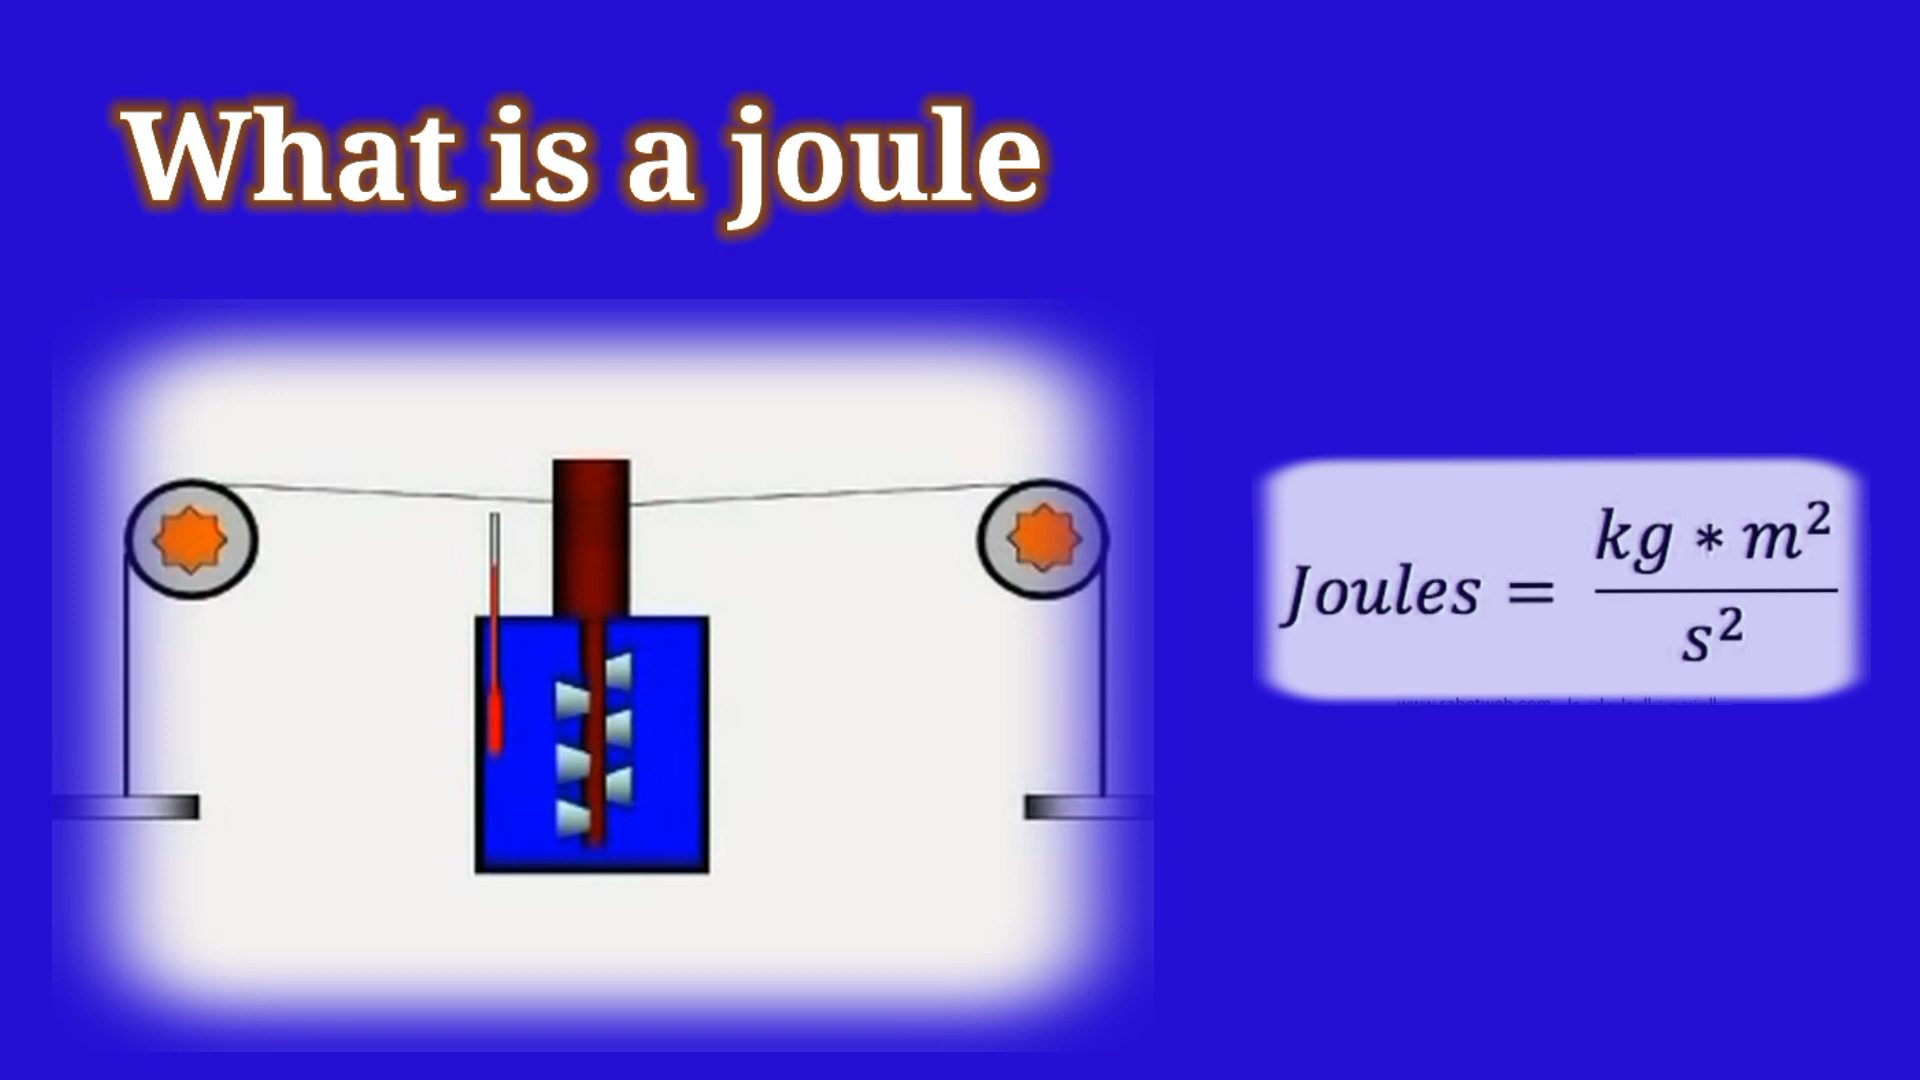 What is a joule
Joules = kg * m² / s²